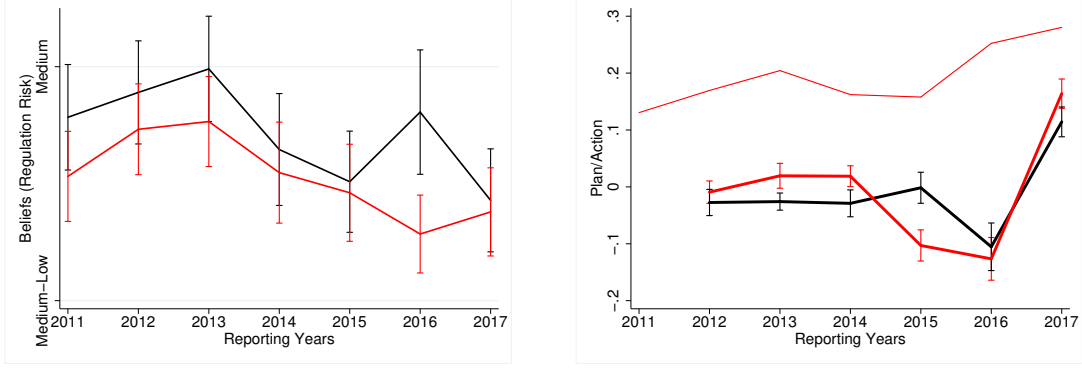 Beliefs (Regulation Risk)
Medium
Medium−Low
2011 2012 2013 2014 2015 2016 2017
Reporting Years
Plan/Action
.3
.2
.1
0
-.1
-.2
2011 2012 2013 2014 2015 2016 2017
Reporting Years